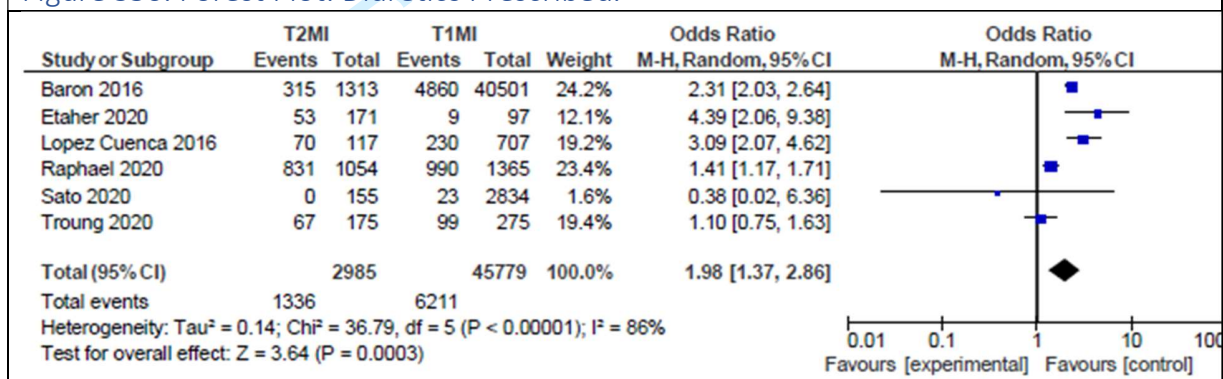 T2MI T1MI Odds Ratio Odds Ratio
Study or Subgroup Events Total Events Total Weight M-H, Random, 95% CI M-H, Random, 95% CI
Baron 2016 315 1313 4860 40501 24.2% 2.31 [2.03, 2.64]
Etaher 2020 53 171 9 97 12.1% 4.39 [2.06, 9.38]
Lopez Cuenca 2016 70 117 230 707 19.2% 3.09 [2.07, 4.62]
Raphael 2020 831 1054 990 1365 23.4% 1.41 [1.17, 1.71]
Sato 2020 0 155 23 2834 1.6% 0.38 [0.02, 6.36]
Troung 2020 67 175 99 275 19.4% 1.10 [0.75, 1.63]
Total (95% CI) 2985 45779 100.0% 1.98 [1.37, 2.86]
Total events 1336 6211
Heterogeneity: Tau² = 0.14; Chi² = 36.79, df = 5 (P < 0.00001); I² = 86%
Test for overall effect: Z = 3.64 (P = 0.0003)
0.01 0.1 1 10 100
Favours [experimental] Favours [control]